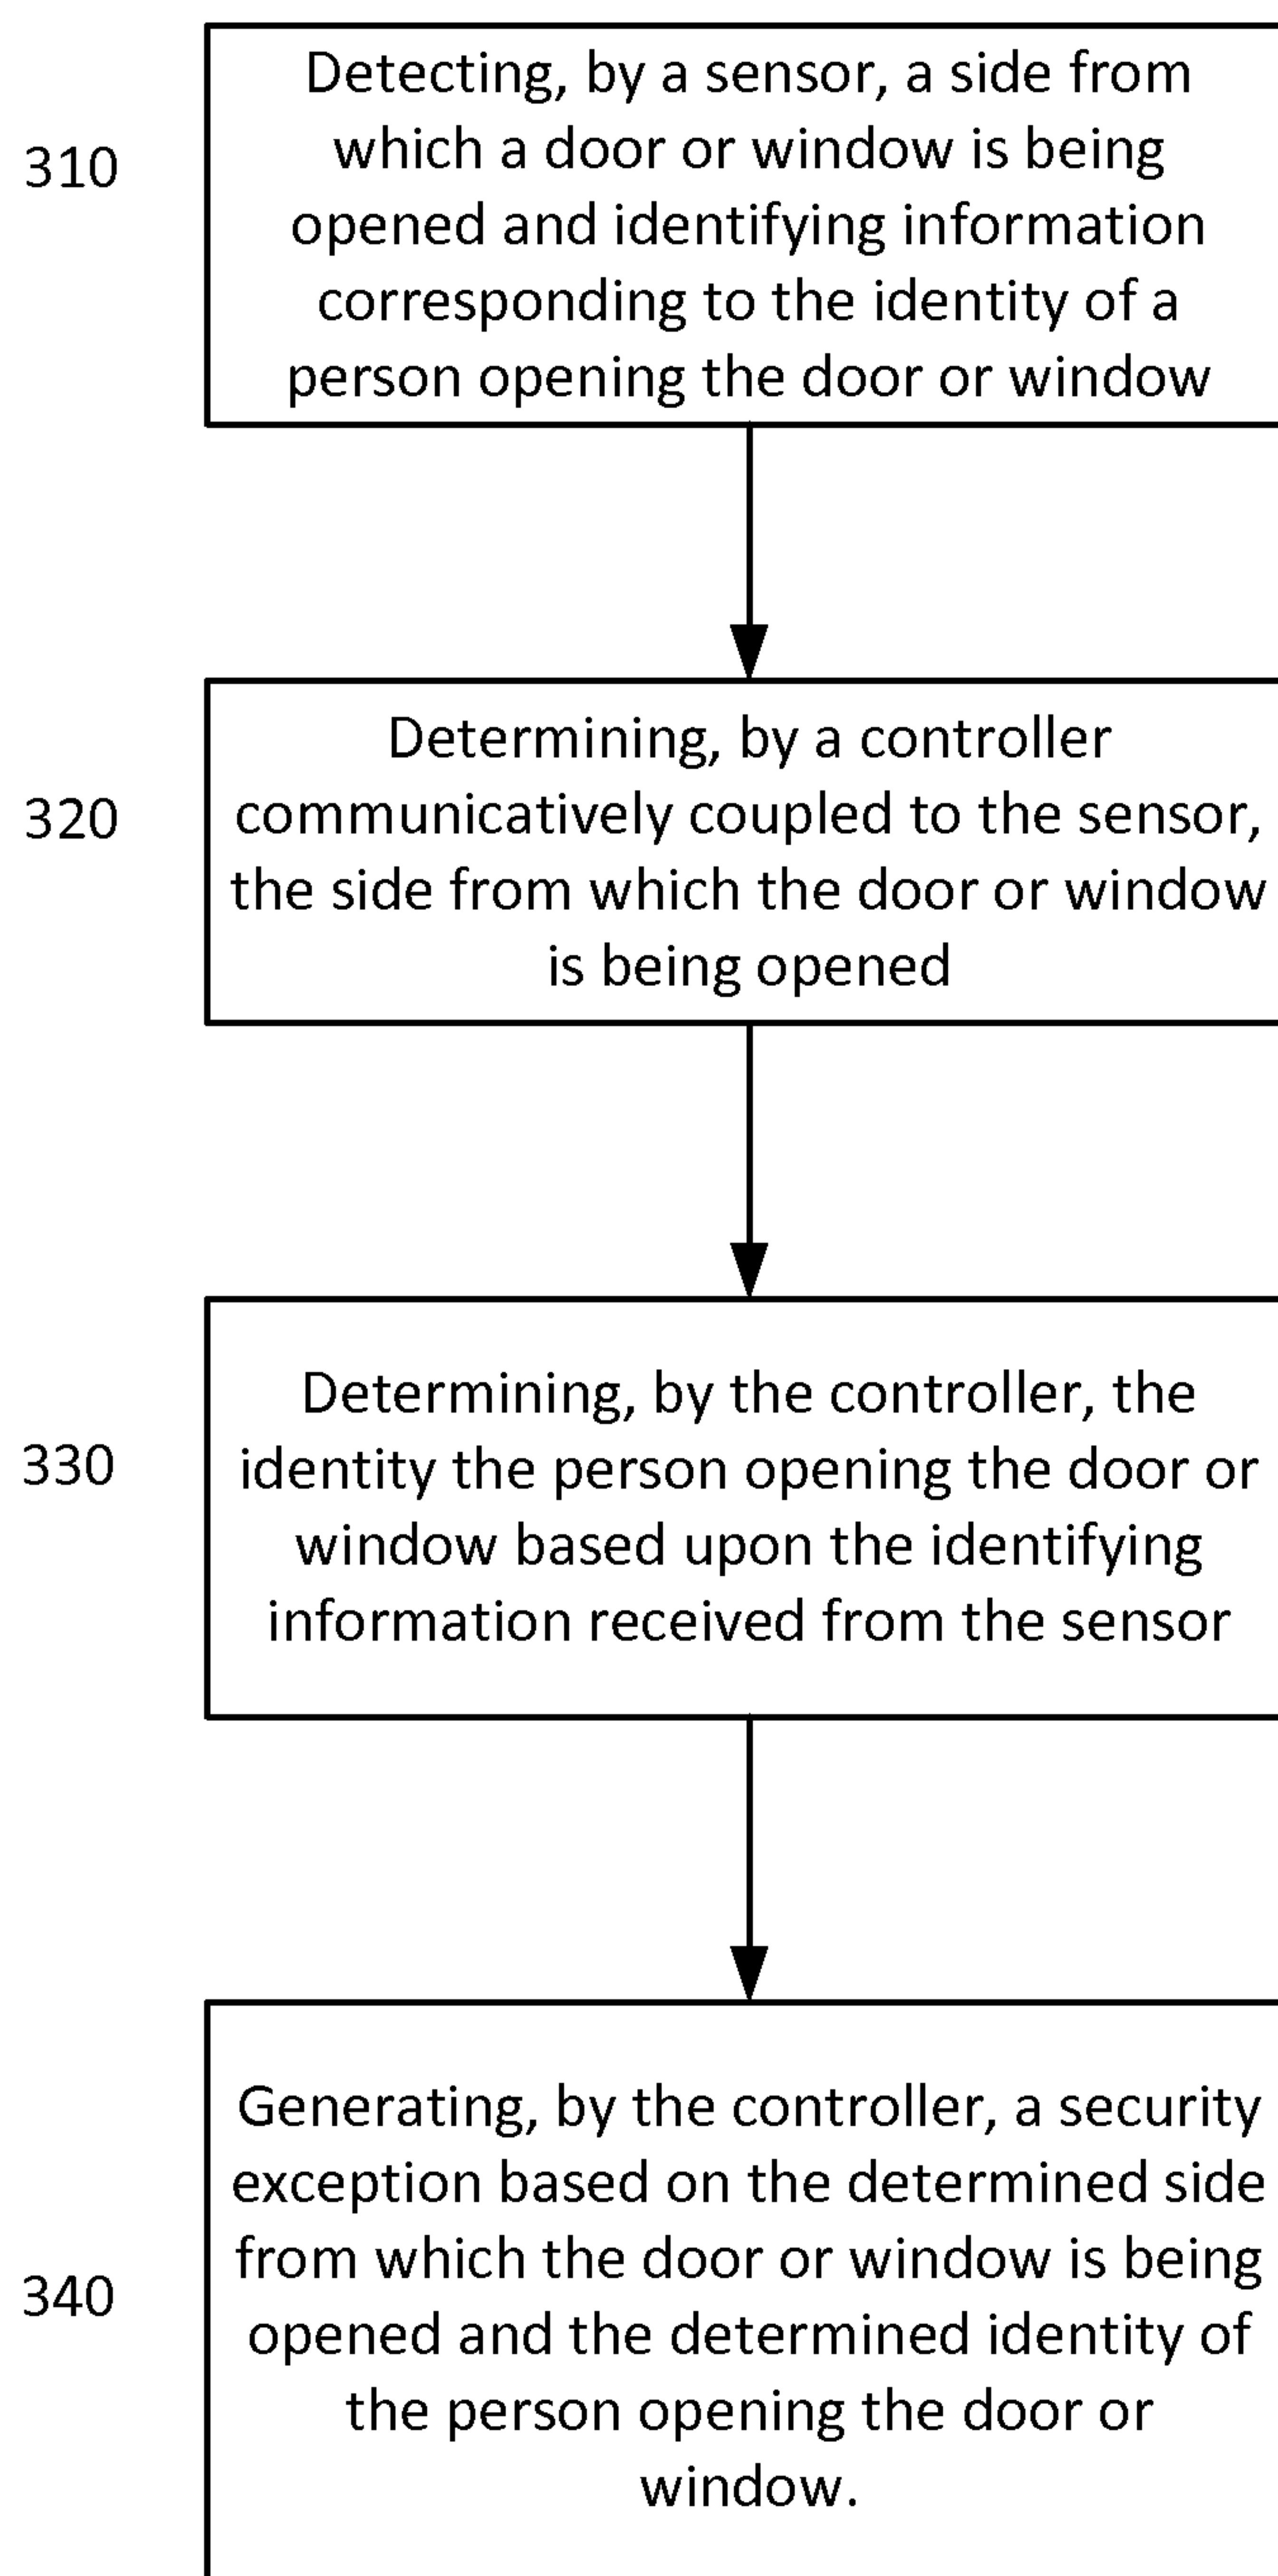 310
Detecting, by a sensor, a side from
which a door or window is being
opened and identifying information
corresponding to the identity of a
person opening the door or window
320
Determining, by a controller
communicatively coupled to the sensor,
the side from which the door or window
is being opened
330
Determining, by the controller, the
identity the person opening the door or
window based upon the identifying
information received from the sensor
340
Generating, by the controller, a security
exception based on the determined side
from which the door or window is being
opened and the determined identity of
the person opening the door or
window.